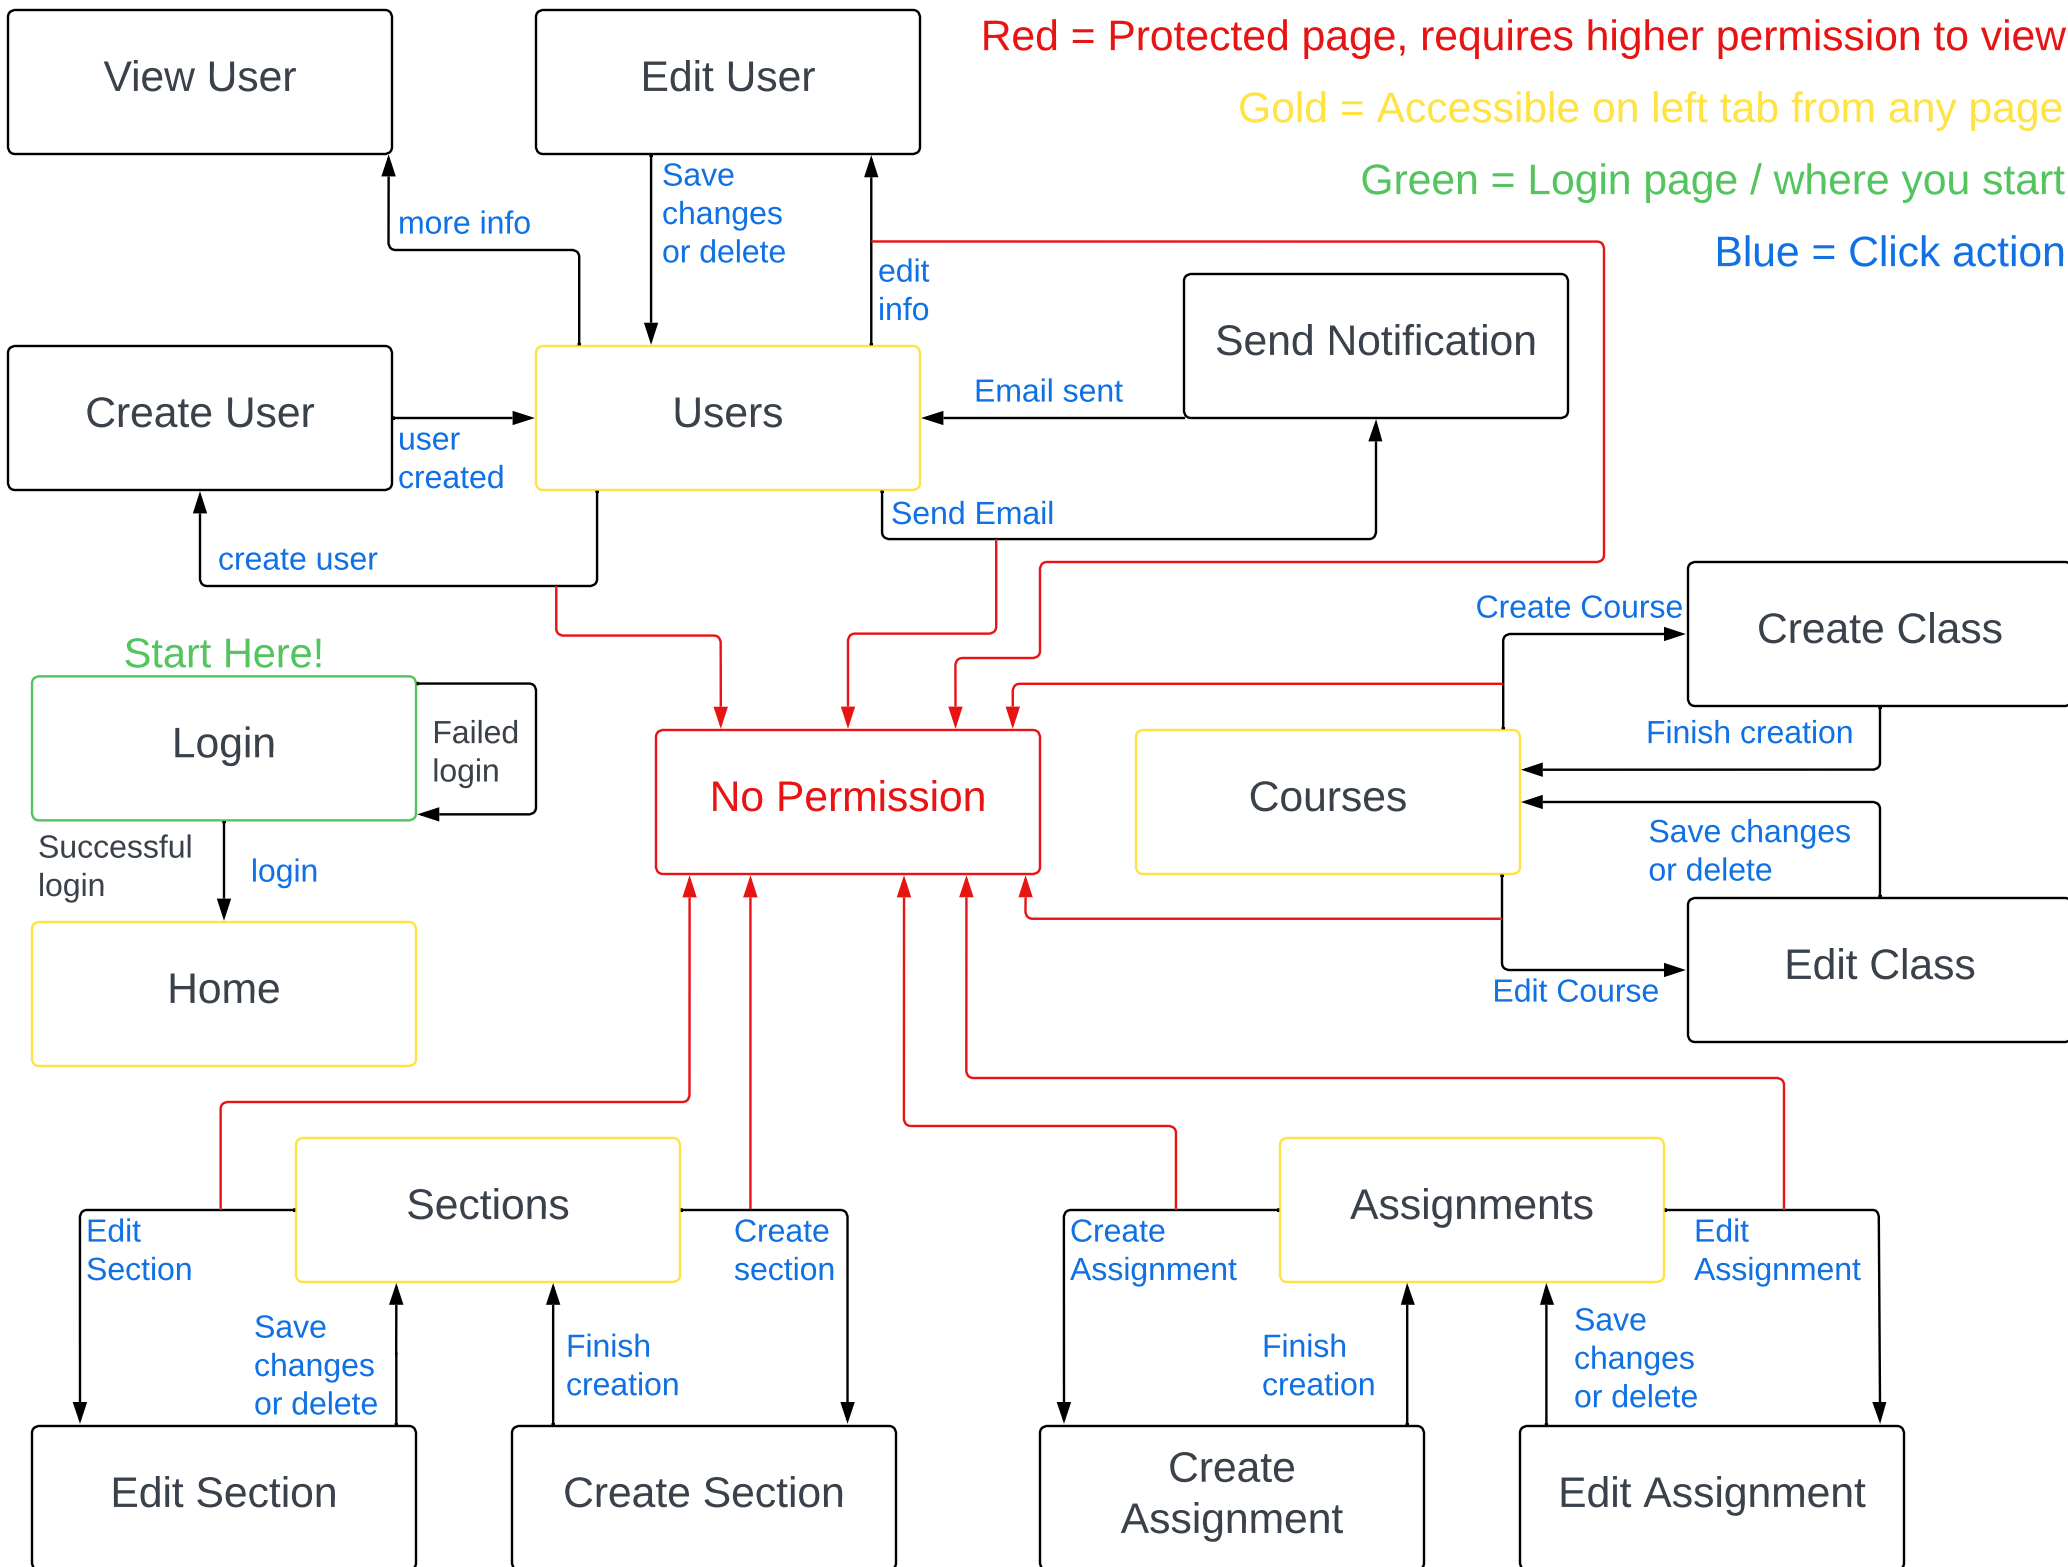 Red = Protected page, requires higher permission to view
Gold = Accessible on left tab from any page
Green = Login page / where you start
Blue = Click action
View User
Edit User
more info
Save
changes
or delete
edit
info
Send Notification
Create User
user
created
Users
Email sent
Send Email
create user
Start Here!
Login
Failed
login
Successful
login
login
Home
No Permission
Courses
Create Course
Create Class
Finish creation
Save changes
or delete
Edit Course
Edit Class
Sections
Edit
Section
Create
section
Save
changes
or delete
Finish
creation
Edit Section
Create Section
Assignments
Create
Assignment
Edit
Assignment
Finish
creation
Save
changes
or delete
Create
Assignment
Edit Assignment